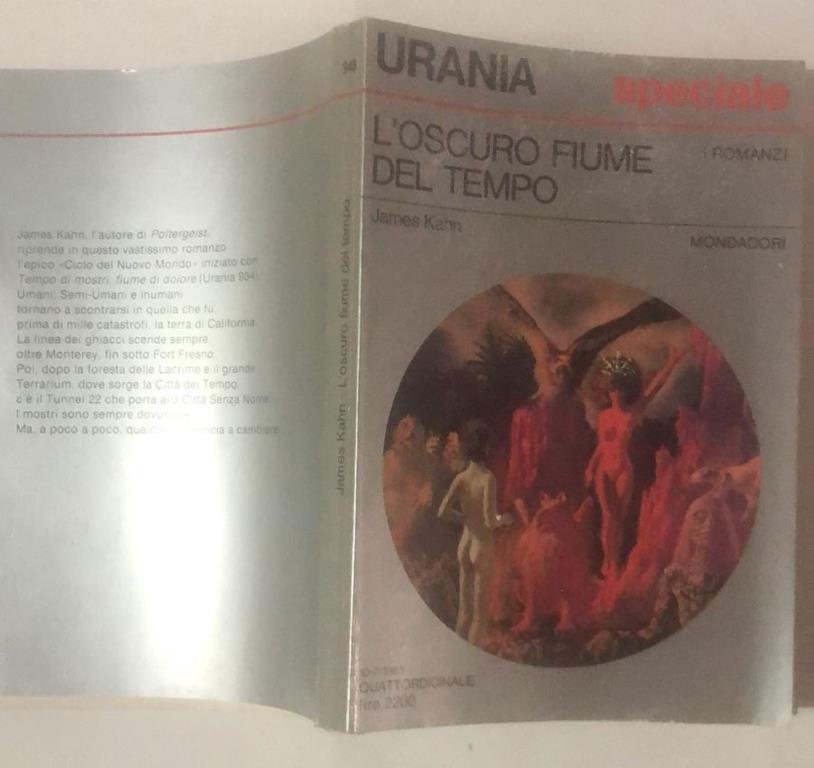 James Kahn, l'autore di Poltergeist,
riprende in questo vastissimo romanzo
l'epico «Ciclo del Nuovo Mondo» iniziato con
Tempo di mostri, fiume di dolore (Urania 934).
Umani, Semi-Umani e inumani
tornano a scontrarsi in quella che fu,
prima di mille catastrofi, la terra di California.
La linea dei ghiacci scende sempre,
oltre Monterey, fin sotto Fort Fresno.
Poi, dopo la foresta delle Lacrime e il grande
Terrarium, dove sorge la Città del Tempo,
c'è il Tunnel 22 che porta alla Città Senza Nome.
I mostri sono sempre
Ma, a poco a poco, a cambiare
James Kahn - L'oscuro fiume del tempo
URANIA
speciale
L'OSCURO FIUME
DEL TEMPO
i ROMANZI
James Kahn
MONDADORI
QUATTORDICINALE
lire 2200